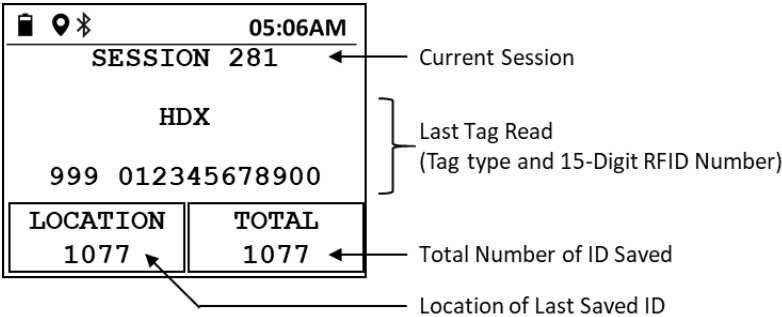 05:06AM
SESSION 281
Current Session
HDX
Last Tag Read
(Tag type and 15-Digit RFID Number)
999 012345678900
LOCATION
TOTAL
1077
1077
Total Number of ID Saved
Location of Last Saved ID